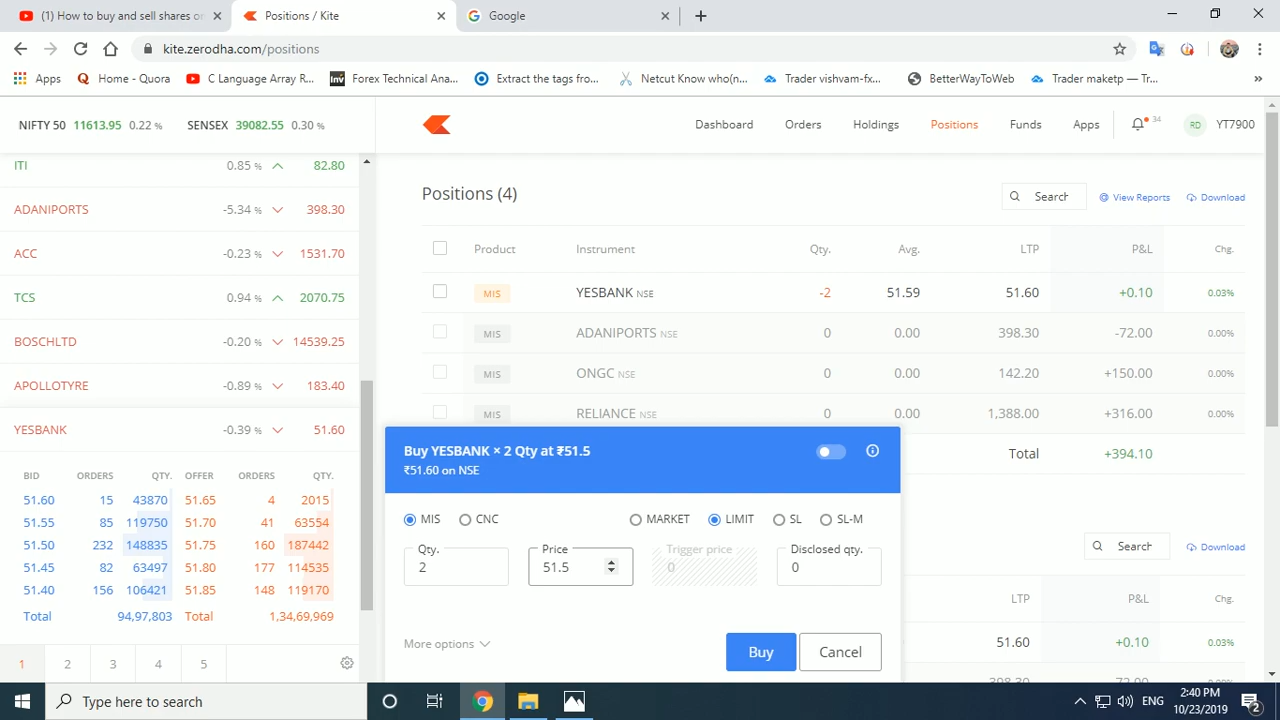 (1) How to buy and sell shares or
Positions / Kite
Google
kite.zerodha.com/positions
Apps
Home - Quora
C Language Array R...
Forex Technical Ana...
Extract the tags from...
Netcut Know who(n...
Trader vishvam-fx...
BetterWayToWeb
Trader maketp — Tr...
NIFTY 50 11613.95 0.22 % SENSEX 39082.55 0.30 %
Dashboard Orders Holdings Positions Funds Apps 34 RD YT7900
ITI 0.85 % 82.80
ADANIPORTS -5.34 % 398.30
ACC -0.23 % 1531.70
TCS 0.94 % 2070.75
BOSCHLTD -0.20 % 14539.25
APOLLOTYRE -0.89 % 183.40
YESBANK -0.39 % 51.60
BID ORDERS QTY. OFFER ORDERS QTY.
51.60 15 43870 51.65 4 2015
51.55 85 119750 51.70 41 63554
51.50 232 148835 51.75 160 187442
51.45 82 63497 51.80 177 114535
51.40 156 106421 51.85 148 119170
Total 94,97,803 Total 1,34,69,969
1 2 3 4 5
Positions (4) Search View Reports Download
Product Instrument Qty. Avg. LTP P&L Chg.
MIS YESBANK NSE -2 51.59 51.60 +0.10 0.03%
MIS ADANIPORTS NSE 0 0.00 398.30 -72.00 0.00%
MIS ONGC NSE 0 0.00 142.20 +150.00 0.00%
MIS RELIANCE NSE 0 0.00 1,388.00 +316.00 0.00%
Total +394.10
Buy YESBANK × 2 Qty at ₹51.5
₹51.60 on NSE
MIS CNC MARKET LIMIT SL SL-M
Qty. Price Trigger price Disclosed qty.
2 51.5 0 0
More options Buy Cancel
Search Download
LTP P&L Chg.
51.60 +0.10 0.03%
398.30 -72.00 0.00%
Type here to search
ENG
2:40 PM
10/23/2019
2